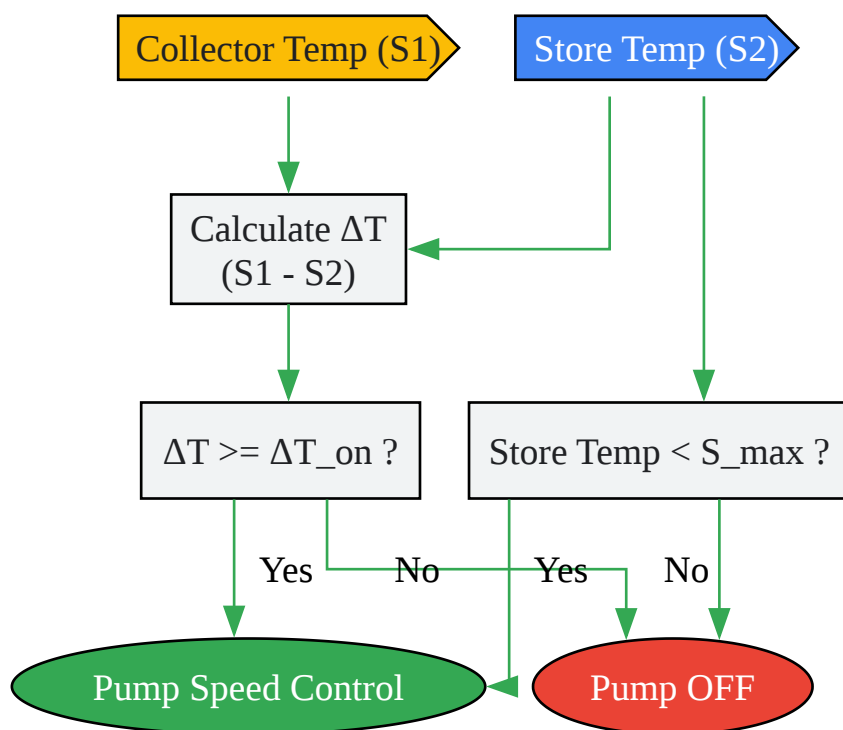 Collector Temp (S1)
Store Temp (S2)
Calculate ΔT
(S1 - S2)
ΔT >= ΔT_on ?
Store Temp < S_max ?
Yes
No
Yes
No
Pump Speed Control
Pump OFF